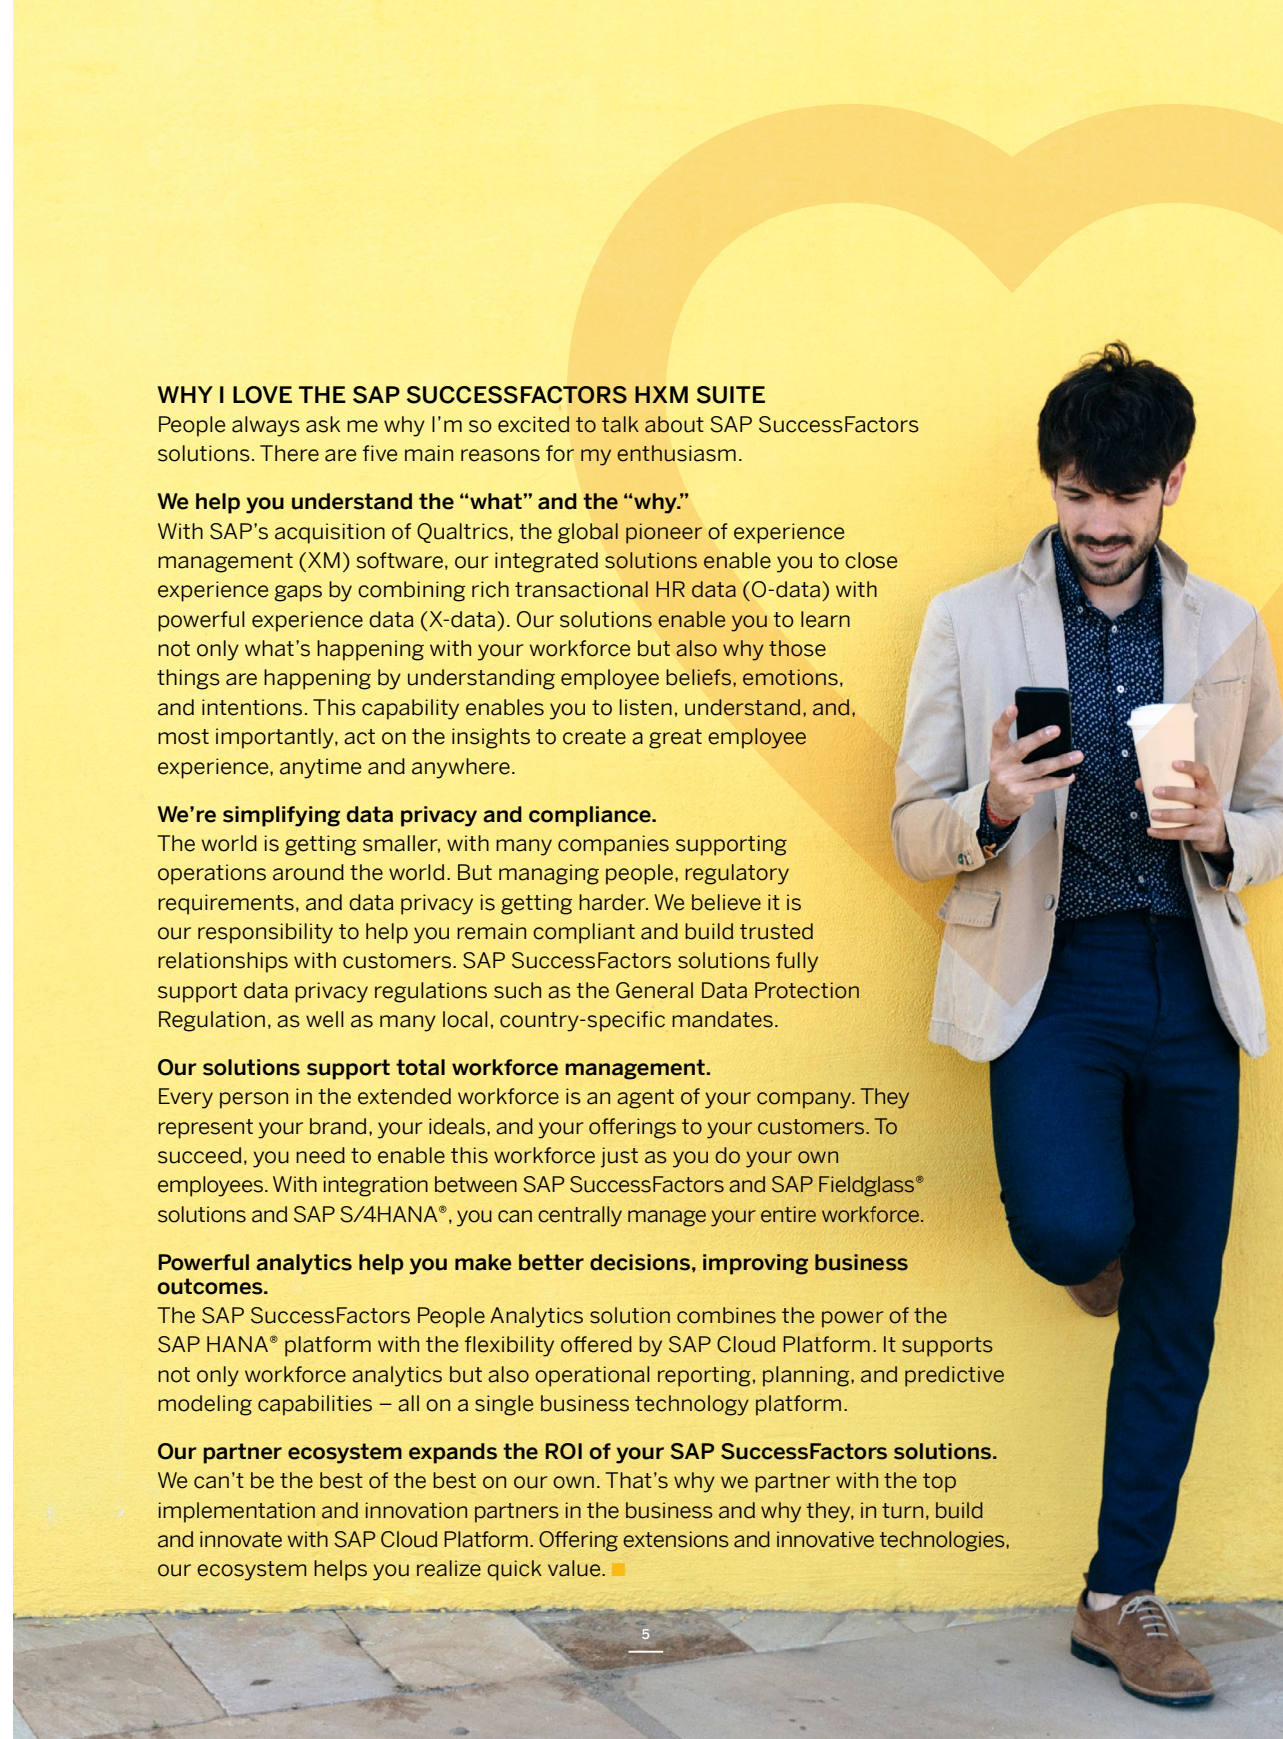 WHY I LOVE THE SAP SUCCESSFACTORS HXM SUITE
People always ask me why I'm so excited to talk about SAP SuccessFactors
solutions. There are five main reasons for my enthusiasm.
We help you understand the “what” and the “why.”
With SAP's acquisition of Qualtrics, the global pioneer of experience
management (XM) software, our integrated solutions enable you to close
experience gaps by combining rich transactional HR data (O-data) with
powerful experience data (X-data). Our solutions enable you to learn
not only what's happening with your workforce but also why those
things are happening by understanding employee beliefs, emotions,
and intentions. This capability enables you to listen, understand, and,
most importantly, act on the insights to create a great employee
experience, anytime and anywhere.
We're simplifying data privacy and compliance.
The world is getting smaller, with many companies supporting
operations around the world. But managing people, regulatory
requirements, and data privacy is getting harder. We believe it is
our responsibility to help you remain compliant and build trusted
relationships with customers. SAP SuccessFactors solutions fully
support data privacy regulations such as the General Data Protection
Regulation, as well as many local, country-specific mandates.
Our solutions support total workforce management.
Every person in the extended workforce is an agent of your company. They
represent your brand, your ideals, and your offerings to your customers. To
succeed, you need to enable this workforce just as you do your own
employees. With integration between SAP SuccessFactors and SAP Fieldglass®
solutions and SAP S/4HANA®, you can centrally manage your entire workforce.
Powerful analytics help you make better decisions, improving business
outcomes.
The SAP SuccessFactors People Analytics solution combines the power of the
SAP HANA® platform with the flexibility offered by SAP Cloud Platform. It supports
not only workforce analytics but also operational reporting, planning, and predictive
modeling capabilities – all on a single business technology platform.
Our partner ecosystem expands the ROI of your SAP SuccessFactors solutions.
We can't be the best of the best on our own. That's why we partner with the top
implementation and innovation partners in the business and why they, in turn, build
and innovate with SAP Cloud Platform. Offering extensions and innovative technologies,
our ecosystem helps you realize quick value.
5